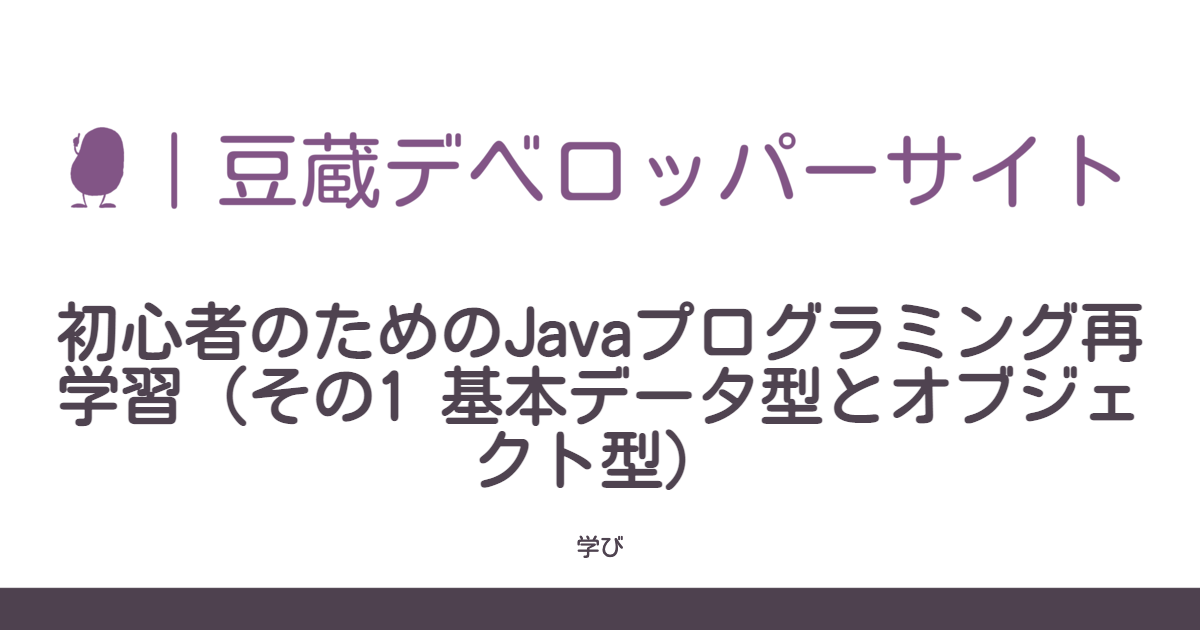 ｜豆蔵デベロッパーサイト
初心者のためのJavaプログラミング再
学習（その1 基本データ型とオブジェ
クト型）
学び